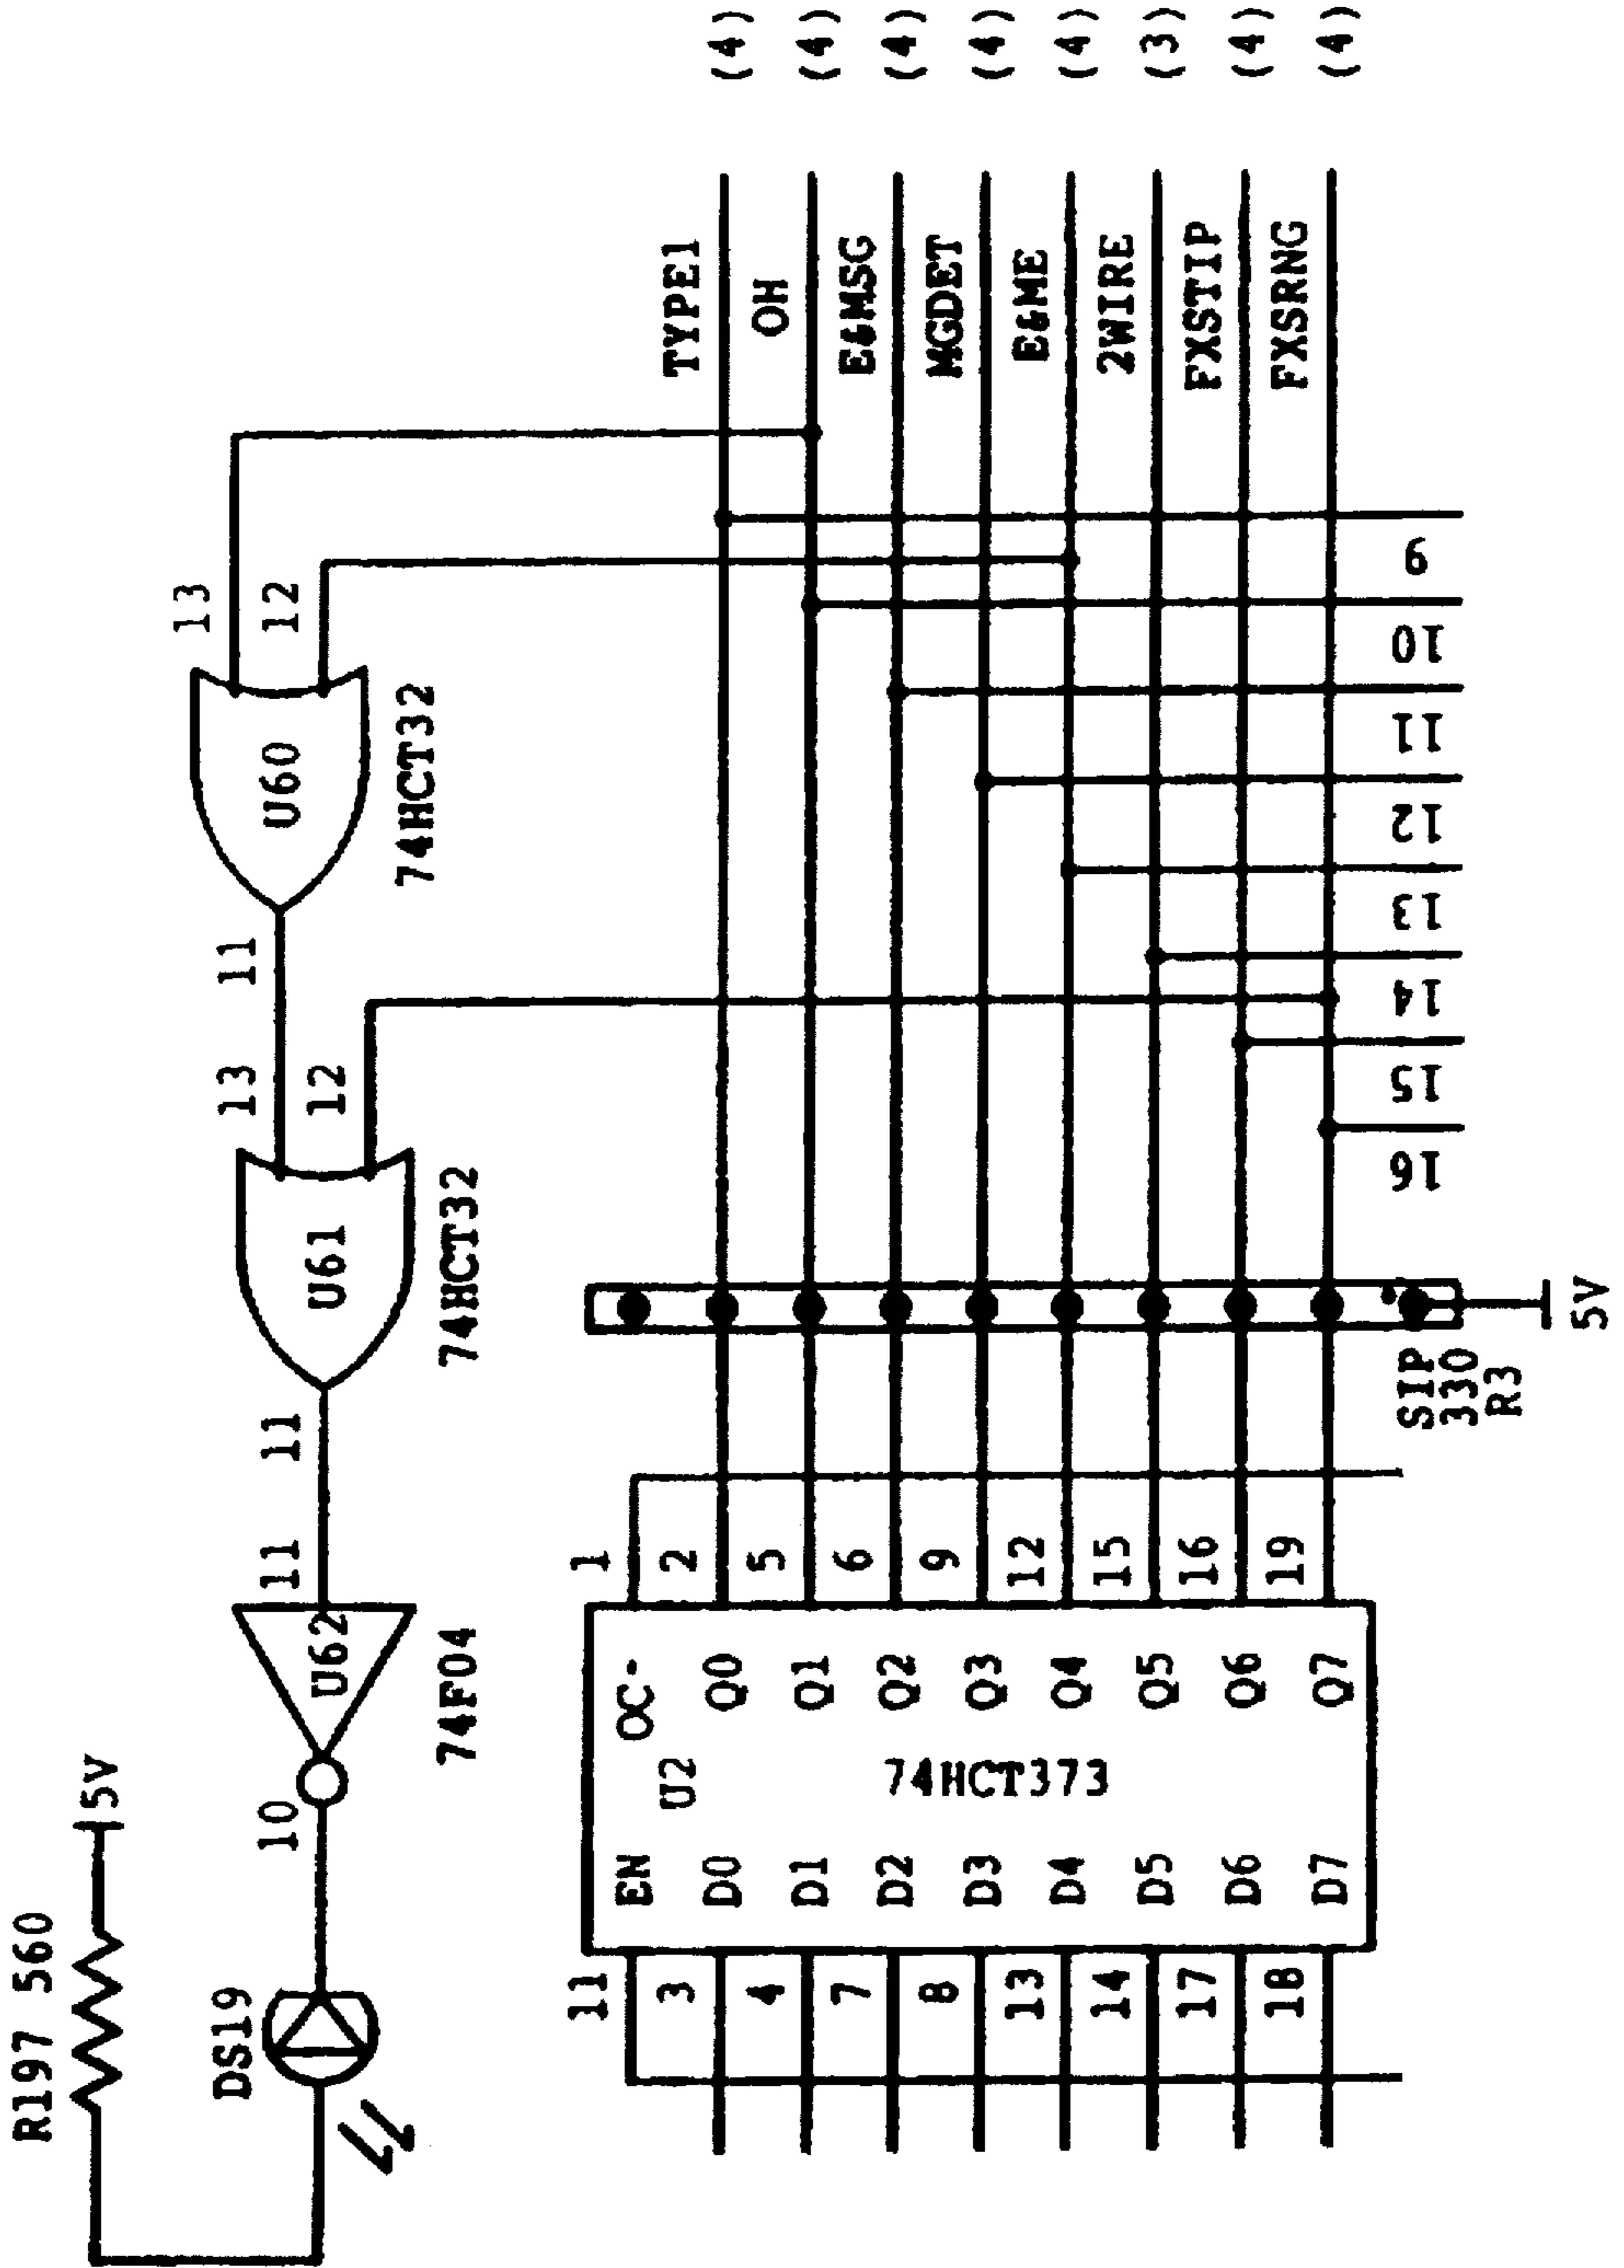 R197 560
5V
DS19
10
U62
11
74F04
11
U61
13
12
74HCT32
11
U60
13
12
74HCT32
11
EN
OC-
1
U2
3
D0
Q0
2
TYPE1
(4)
4
D1
Q1
5
OH
(4)
7
D2
Q2
6
E&MSG
(4)
74HCT373
8
D3
Q3
9
MGDET
(4)
13
D4
Q4
12
E&ME
(4)
14
D5
Q5
15
2WIRE
(3)
17
D6
Q6
16
FXSTIP
(4)
18
D7
Q7
19
FXSRNG
(4)
SIP
330
R3
5V
16
15
14
13
12
11
10
9